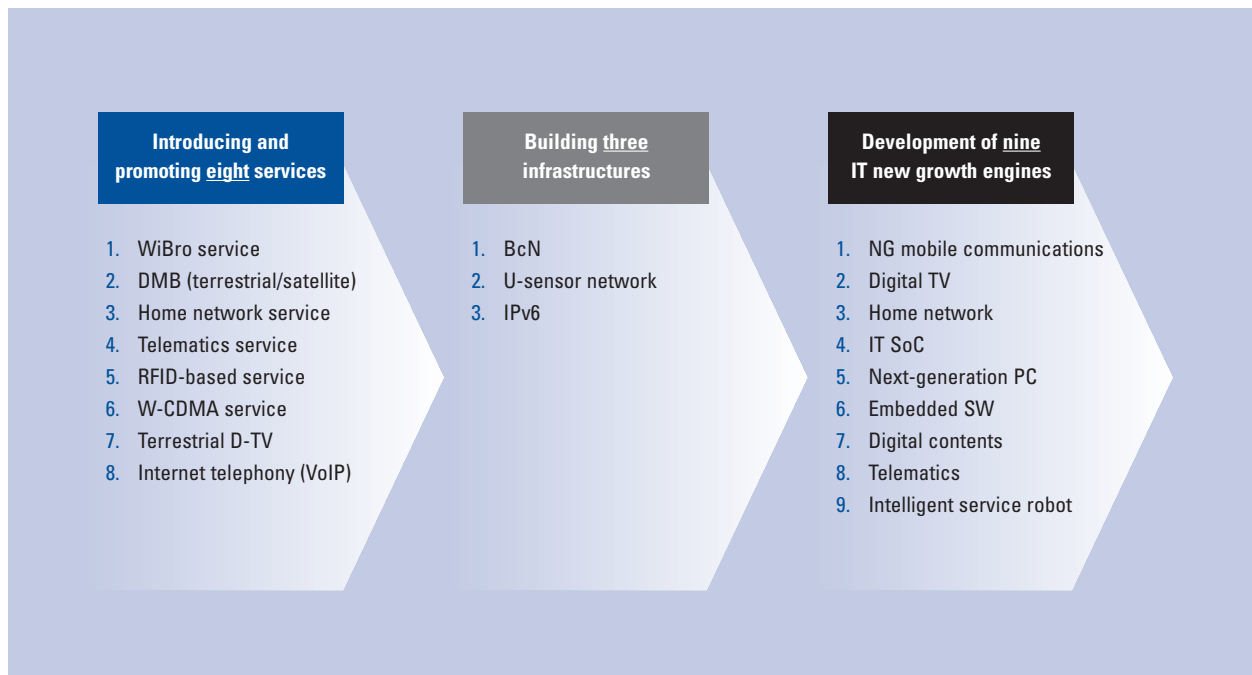 Introducing and
promoting eight services
1. WiBro service
2. DMB (terrestrial/satellite)
3. Home network service
4. Telematics service
5. RFID-based service
6. W-CDMA service
7. Terrestrial D-TV
8. Internet telephony (VoIP)
Building three
infrastructures
1. BcN
2. U-sensor network
3. IPv6
Development of nine
IT new growth engines
1. NG mobile communications
2. Digital TV
3. Home network
4. IT SoC
5. Next-generation PC
6. Embedded SW
7. Digital contents
8. Telematics
9. Intelligent service robot